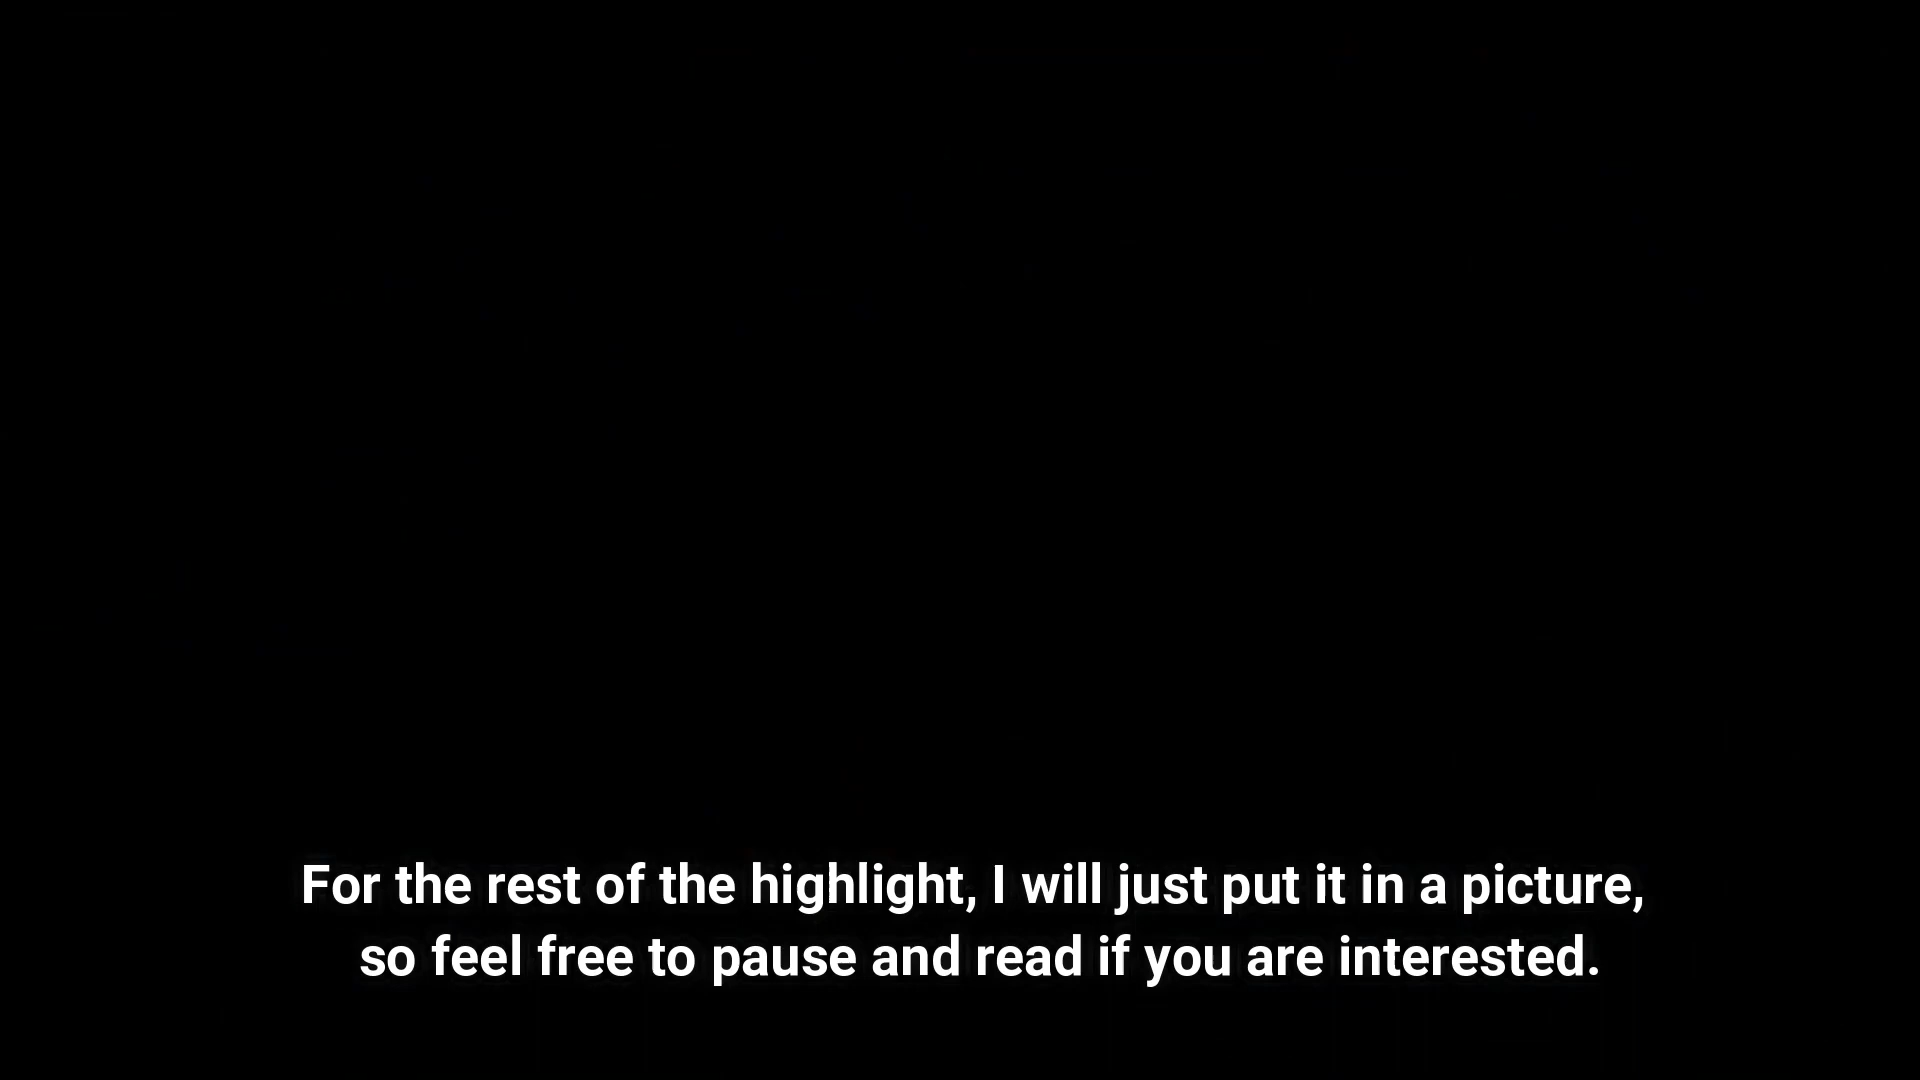 For the rest of the highlight, I will just put it in a picture,
so feel free to pause and read if you are interested.